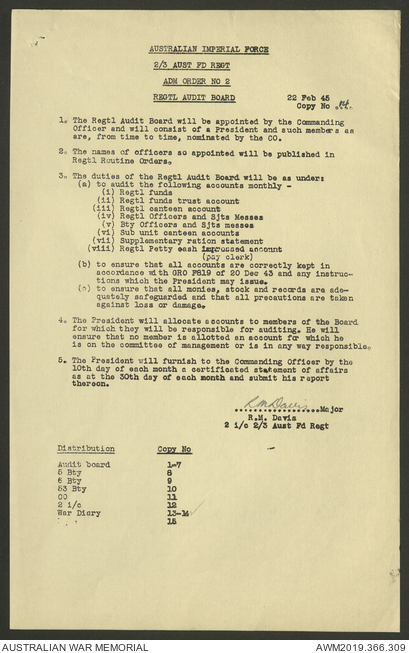 AUSTRALIAN IMPERIAL FORCE
2/3 AUST FD REGT
ADM ORDER NO 2
REGTL AUDIT BOARD
22 Feb 45
Copy No 14.
1. The Regtl Audit Board will be appointed by the Commanding
Officer and will consist of a President and such members as
are, from time to time, nominated by the CO.
2. The names of officers so appointed will be published in
Regtl Routine Orders.
3. The duties of the Regtl Audit Board will be as under:
(a) to audit the following accounts monthly -
(i) Regtl funds
(ii) Regtl funds trust account
(iii) Regtl canteen account
(iv) Regtl Officers and Sjts Messes
(v) Bty Officers and Sjts messes
(vi) Sub unit canteen accounts
(vii) Supplementary ration statement
(viii) Regtl Petty cash improssed account
(pay clerk)
(b) to ensure that all accounts are correctly kept in
accordance with GRO F819 of 20 Dec 43 and any instruc-
tions which the President may issue.
(c) to ensure that all monies, stock and records are ade-
quately safeguarded and that all precautions are taken
against loss or damage.
4. The President will allocate accounts to members of the Board
for which they will be responsible for auditing. He will
ensure that no member is allotted an account for which he
is on the committee of management or is in any way responsible.
5. The President will furnish to the Commanding Officer by the
10th day of each month a certificated statement of affairs
as at the 30th day of each month and submit his report
thereon.
RM Davis Major
R.M. Davis
2 i/c 2/3 Aust Fd Regt
Distribution Copy No
Audit board 1-7
5 Bty 8
6 Bty 9
53 Bty 10
CO 11
2 i/c 12
War Diary 13-14
15
AUSTRALIAN WAR MEMORIAL
AWM2019.366.309